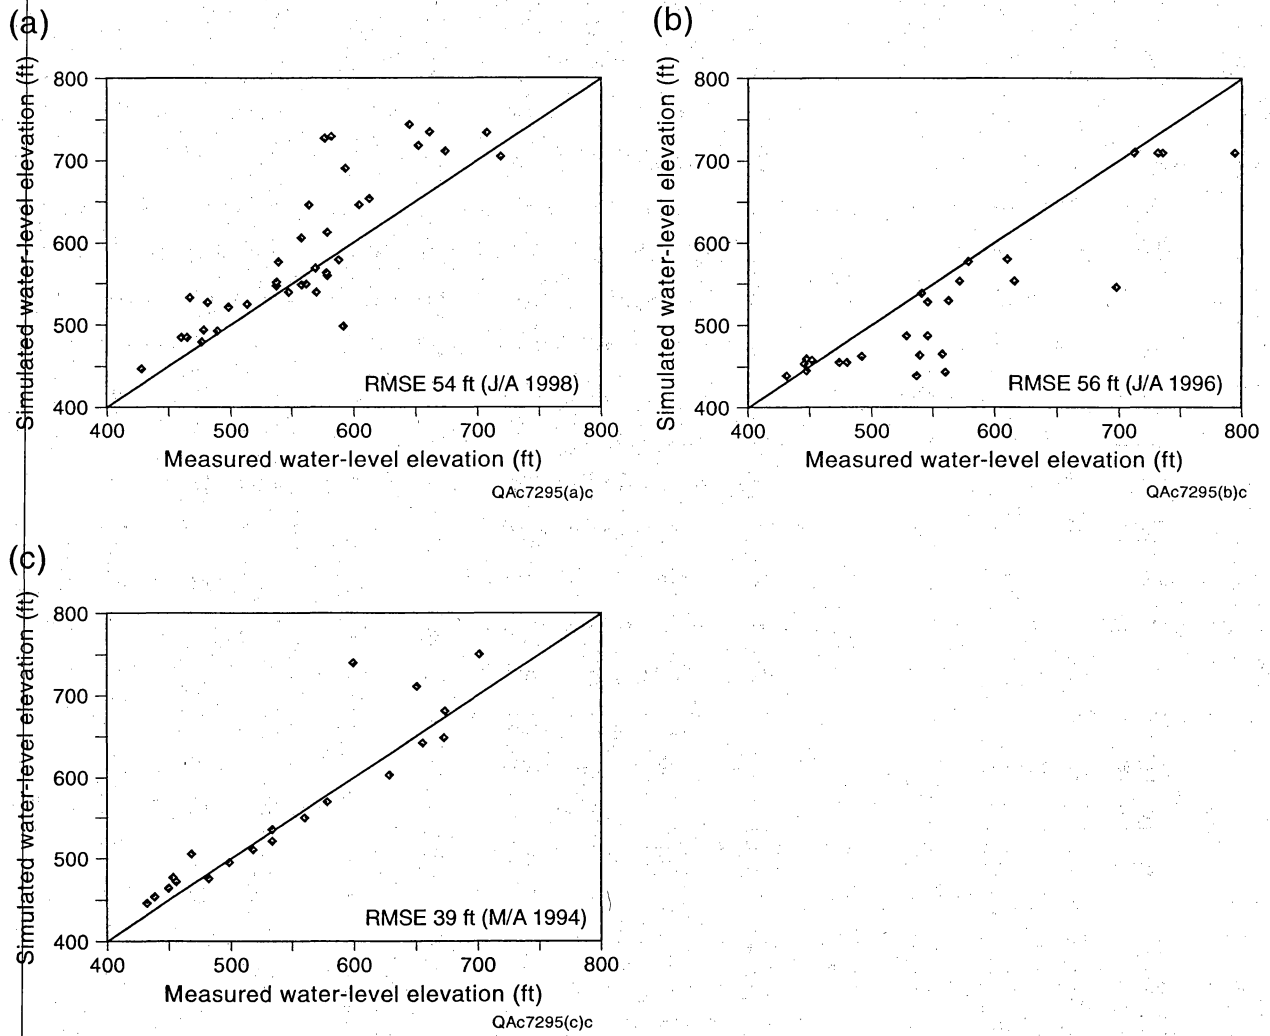 (a)
Simulated water-level elevation (ft)
800
700
600
500
400
RMSE 54 ft (J/A 1998)
400 500 600 700 800
Measured water-level elevation (ft)
QAc7295(a)c
(b)
Simulated water-level elevation (ft)
800
700
600
500
400
RMSE 56 ft (J/A 1996)
400 500 600 700 800
Measured water-level elevation (ft)
QAc7295(b)c
(c)
Simulated water-level elevation (ft)
800
700
600
500
400
RMSE 39 ft (M/A 1994)
400 500 600 700 800
Measured water-level elevation (ft)
QAc7295(c)c